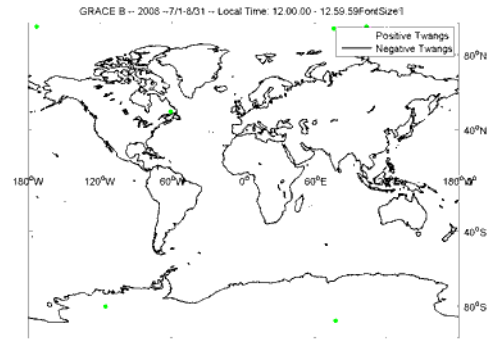 GRACE B -- 2008 --7/1-8/31 -- Local Time: 12.00.00 - 12.59.59FontSize1
Positive Twangs
Negative Twangs
80°N
40°N
180°W 120°W 60°W 0°E 60°E 180°W
40°S
80°S